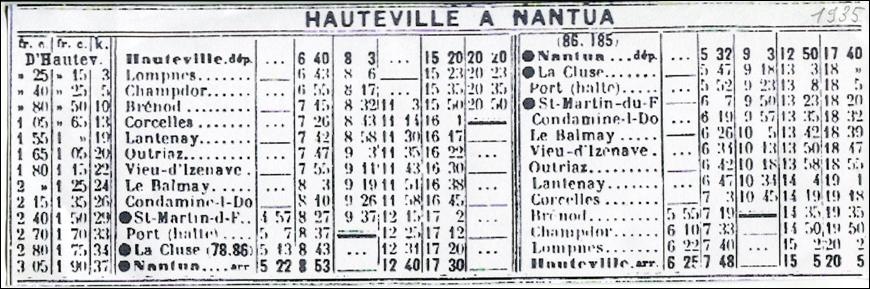 HAUTEVILLE A NANTUA 1935
fr. c. fr. c. k. Hauteville. dép. ... 6 40 8 3 ... 15 20 20 20 (86.185) ●Nantua .. dép. ... 5 32 9 3 12 50 17 40
D'Hautev.
» 25 » 15 3 Lompnes...... ... 6 43 8 6 ... 15 23 20 23 ●La Cluse..... ... 5 47 9 18 13 3 18 »
» 40 » 25 5 Champdor .... ... 6 55 8 17 ... 15 35 20 35 Port (halte).... ... 5 52 9 23 13 8 18 5
» 80 » 50 10 Brénod ...... ... 7 15 8 32 11 3 15 50 20 50 ●St-Martin-du-F ... 6 7 9 50 13 23 18 20
1 05 » 65 13 Corcelles .... ... 7 26 8 43 11 14 16 1 Condamine-l-Do ... 6 19 9 57 13 35 18 32
1 55 1 » 19 Lantenay..... 7 42 8 58 11 30 16 17 ... Le Balmay .... 6 26 10 5 13 42 18 39
1 65 1 05 20 Outriaz...... ... 7 47 9 3 11 35 16 22 ... Vieu-d'Izenave. ... 6 34 10 13 13 50 18 47
1 80 1 15 22 Vieu-d'Izenave . ... 7 55 9 11 11 43 16 30 Outriaz ...... ... 6 42 10 18 13 58 18 55
2 » 1 25 24 Le Balmay .... ... 8 3 9 19 11 51 16 38 ... Lantenay ..... ... 6 47 10 34 14 4 19 1
2 15 1 35 26 Condamine-l-Do 8 10 9 26 11 58 16 45 Corcelles ..... 7 3 10 45 14 19 19 18
2 40 1 50 29 ●St-Martin-d-F.. 4 57 8 27 9 37 12 15 17 2 ... Brénod ...... 5 55 7 19 14 35 19 35
2 70 1 70 33 Port (halte).... 5 7 8 37 12 25 17 12 Champdor .... 6 10 7 33 ... 14 50 19 50
2 80 1 75 34 ●La Cluse (78.86) 5 13 8 43 ... 12 31 17 20 Lompnes..... 6 22 7 40 ... 15 2 20 2
3 05 1 90 37 ●Nantua... arr. 5 22 8 53 ... 12 40 17 30 ... Hauteville. arr. 6 25 7 48 ... 15 5 20 5